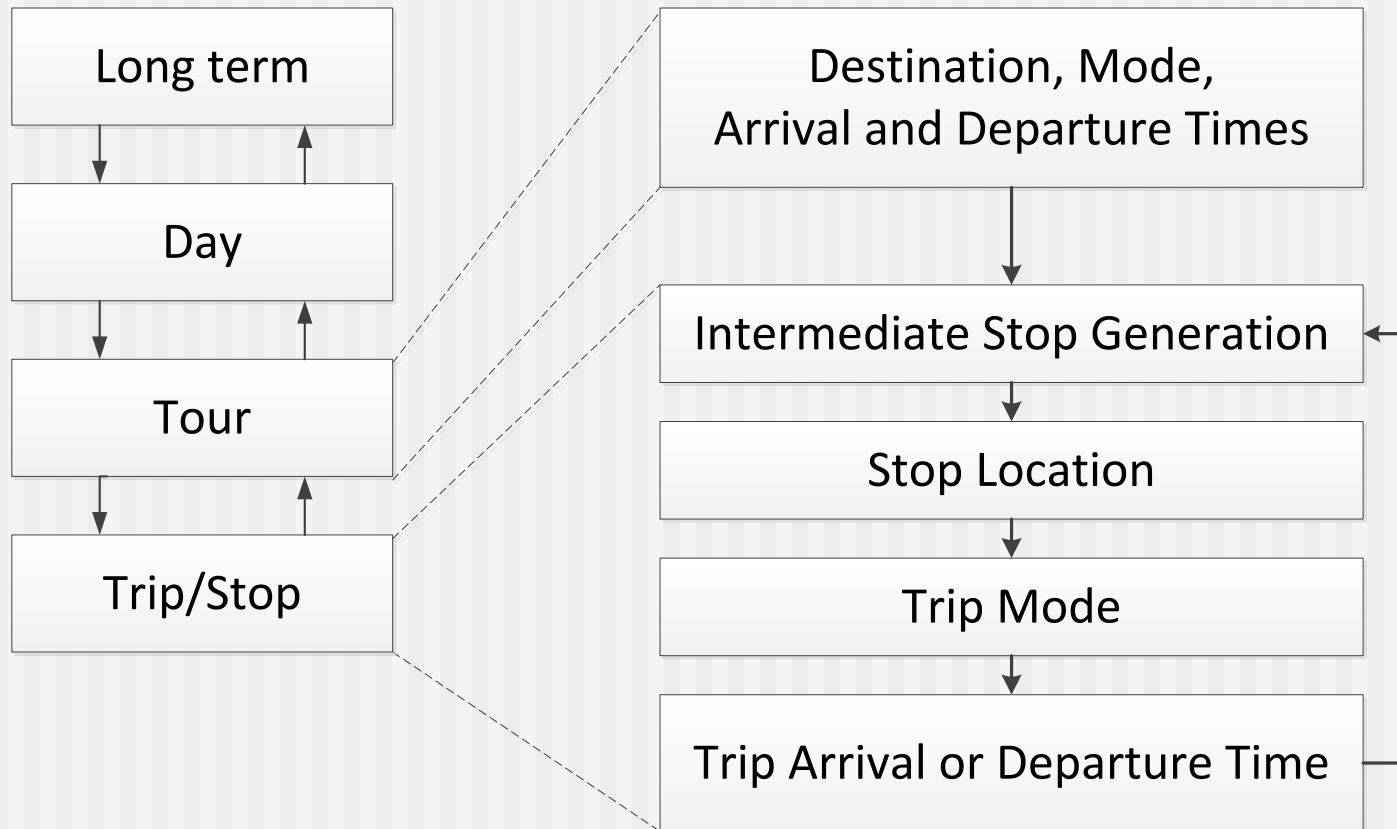 Long term
Day
Tour
Trip/Stop
Destination, Mode,
Arrival and Departure Times
Intermediate Stop Generation
Stop Location
Trip Mode
Trip Arrival or Departure Time